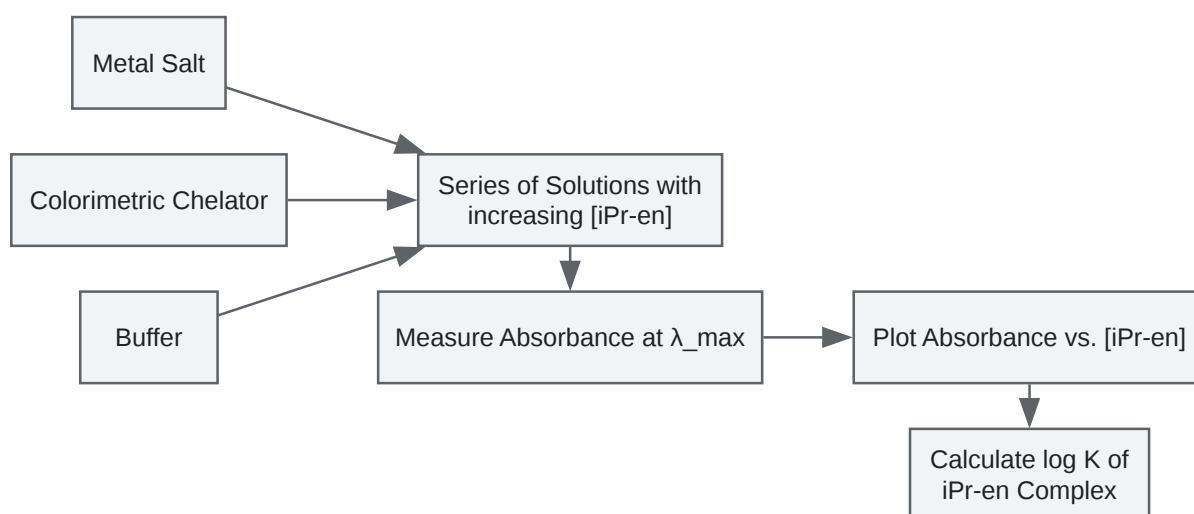 Metal Salt
Colorimetric Chelator
Series of Solutions with
increasing [iPr-en]
Buffer
Measure Absorbance at λ_max
Plot Absorbance vs. [iPr-en]
Calculate log K of
iPr-en Complex